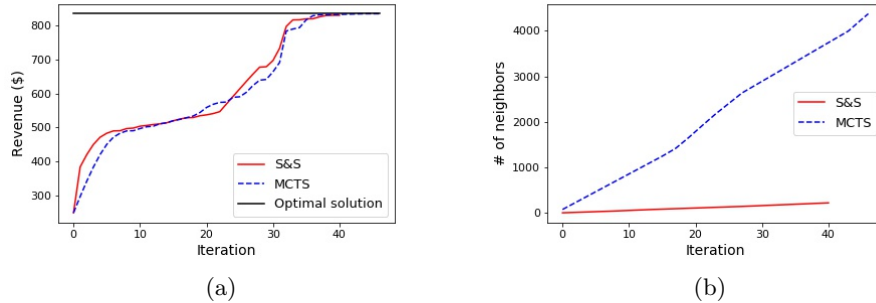 800
700
600
500
400
300
Revenue ($)
S&S
MCTS
Optimal solution
0
10
20
30
40
Iteration
(a)
4000
3000
2000
1000
0
# of neighbors
S&S
MCTS
0
10
20
30
40
Iteration
(b)